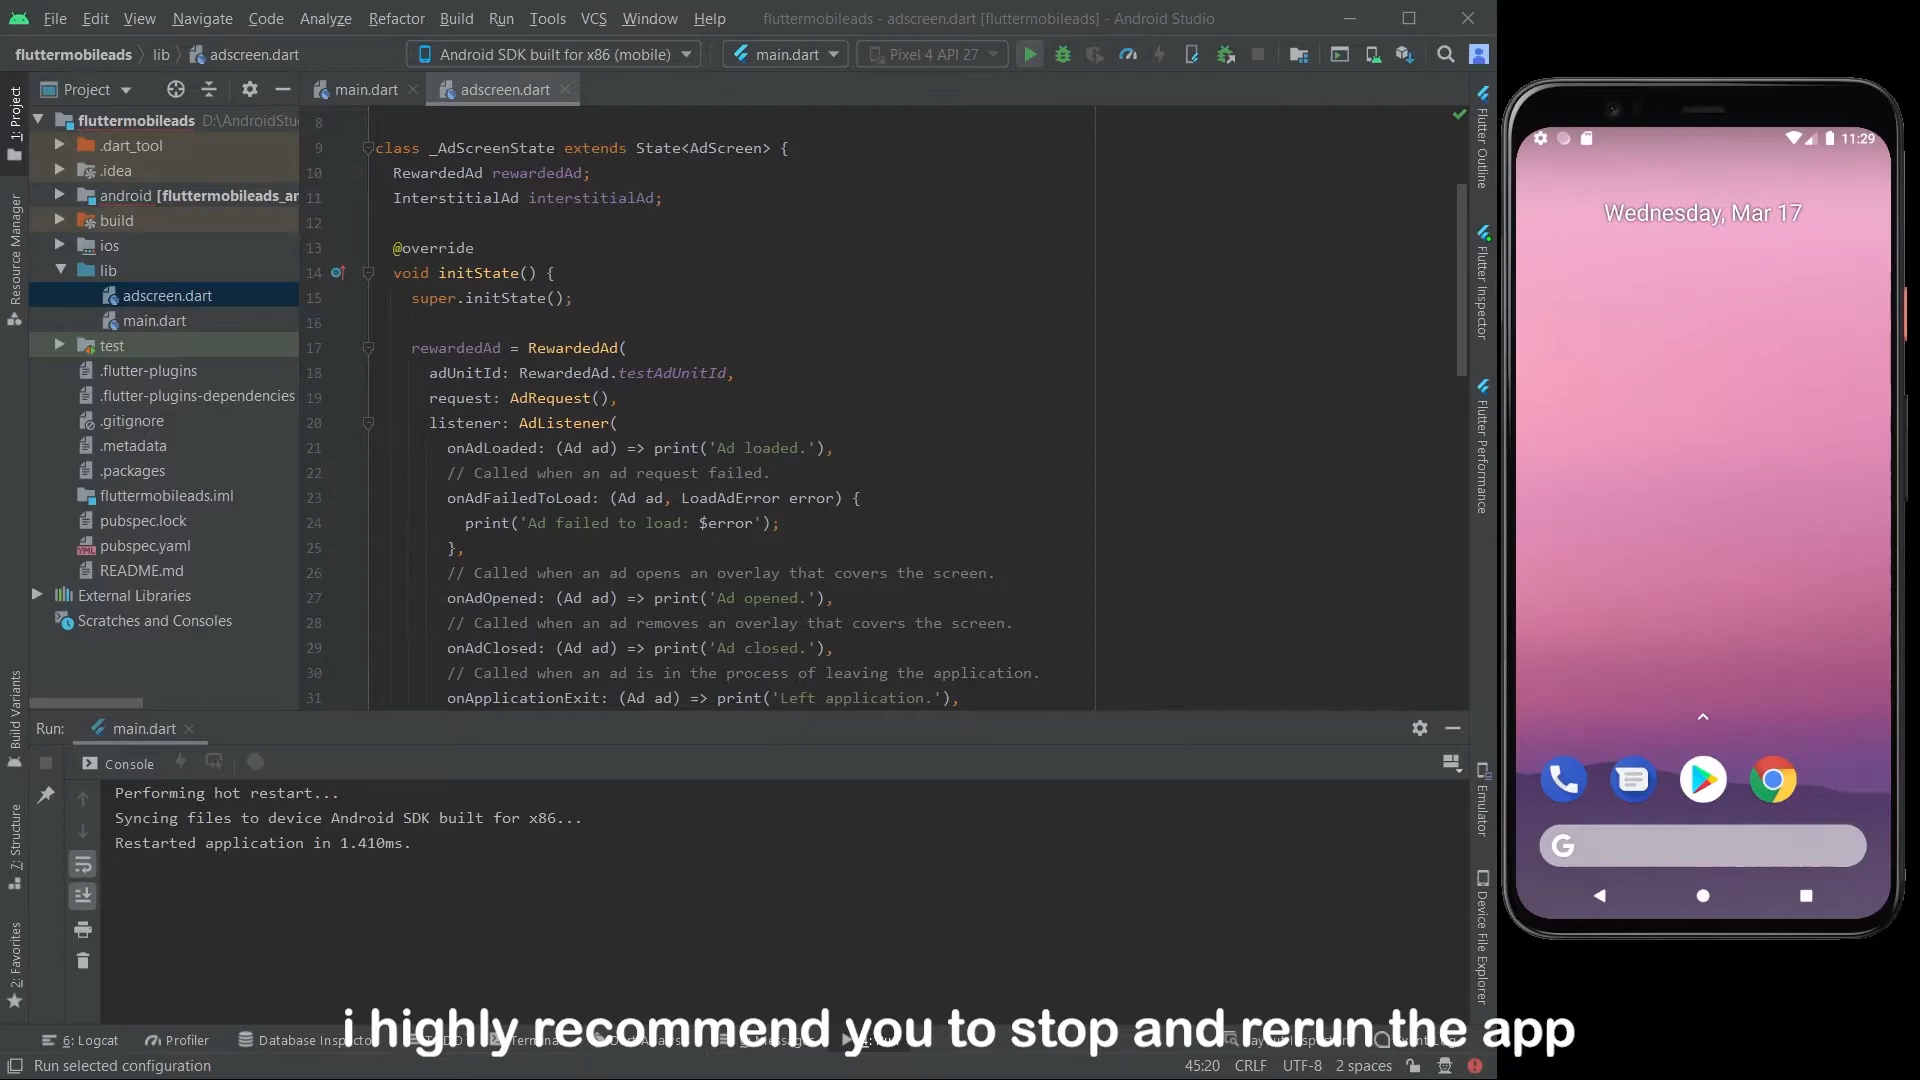 File Edit View Navigate Code Analyze Refactor Build Run Tools VCS Window Help fluttermobileads - adscreen.dart [fluttermobileads] - Android Studio
fluttermobileads lib adscreen.dart Android SDK built for x86 (mobile) main.dart Pixel 4 API 27
Project main.dart adscreen.dart
1: Project
Resource Manager
Build Variants
7: Structure
2: Favorites
fluttermobileads D:\AndroidStu
.dart_tool
.idea
android [fluttermobileads_an
build
ios
lib
adscreen.dart
main.dart
test
.flutter-plugins
.flutter-plugins-dependencies
.gitignore
.metadata
.packages
fluttermobileads.iml
pubspec.lock
pubspec.yaml
README.md
External Libraries
Scratches and Consoles
8
9 class _AdScreenState extends State<AdScreen> {
10 RewardedAd rewardedAd;
11 InterstitialAd interstitialAd;
12
13 @override
14 void initState() {
15 super.initState();
16
17 rewardedAd = RewardedAd(
18 adUnitId: RewardedAd.testAdUnitId,
19 request: AdRequest(),
20 listener: AdListener(
21 onAdLoaded: (Ad ad) => print('Ad loaded.'),
22 // Called when an ad request failed.
23 onAdFailedToLoad: (Ad ad, LoadAdError error) {
24 print('Ad failed to load: $error');
25 },
26 // Called when an ad opens an overlay that covers the screen.
27 onAdOpened: (Ad ad) => print('Ad opened.'),
28 // Called when an ad removes an overlay that covers the screen.
29 onAdClosed: (Ad ad) => print('Ad closed.'),
30 // Called when an ad is in the process of leaving the application.
31 onApplicationExit: (Ad ad) => print('Left application.'),
Flutter Outline
Flutter Inspector
Flutter Performance
Emulator
Device File Explorer
11:29
Wednesday, Mar 17
G
Run: main.dart
Console
Performing hot restart...
Syncing files to device Android SDK built for x86...
Restarted application in 1.410ms.
i highly recommend you to stop and rerun the app
6: Logcat Profiler Database Inspecto
Run selected configuration 45:20 CRLF UTF-8 2 spaces